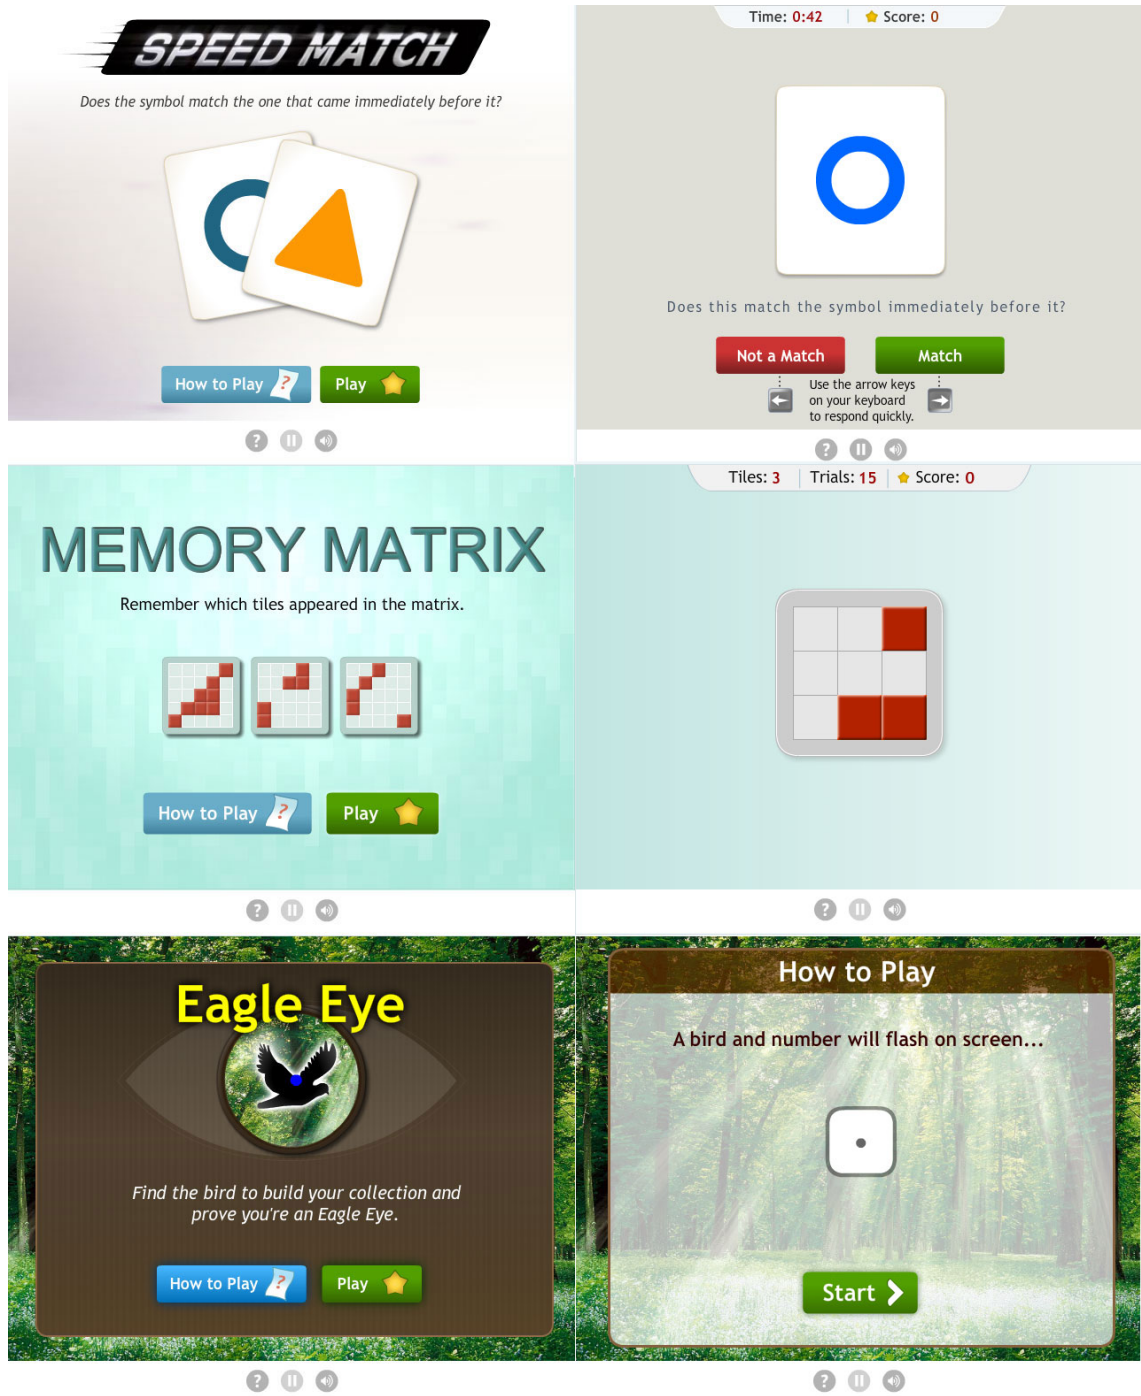 SPEED MATCH
Does the symbol match the one that came immediately before it?
How to Play ?
Play
?
Time: 0:42
Score: 0
Does this match the symbol immediately before it?
Not a Match
Match
Use the arrow keys
on your keyboard
to respond quickly.
?
MEMORY MATRIX
Remember which tiles appeared in the matrix.
How to Play ?
Play
?
Tiles: 3
Trials: 15
Score: 0
?
Eagle Eye
Find the bird to build your collection and
prove you're an Eagle Eye.
How to Play ?
Play
?
How to Play
A bird and number will flash on screen...
Start
?